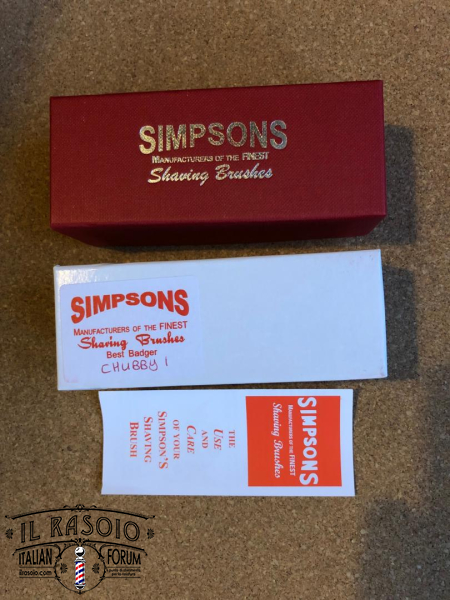 SIMPSONS
MANUFACTURERS OF THE FINEST
Shaving Brushes
SIMPSONS
MANUFACTURERS OF THE FINEST
Shaving Brushes
Best Badger
CHUBBY 1
SIMPSONS
MANUFACTURERS OF THE FINEST
Shaving Brushes
THE
USE
AND
CARE
OF YOUR
SIMPSON'S
SHAVING
BRUSH
IL RASOIO
ITALIAN FORUM
ilrasoio.com